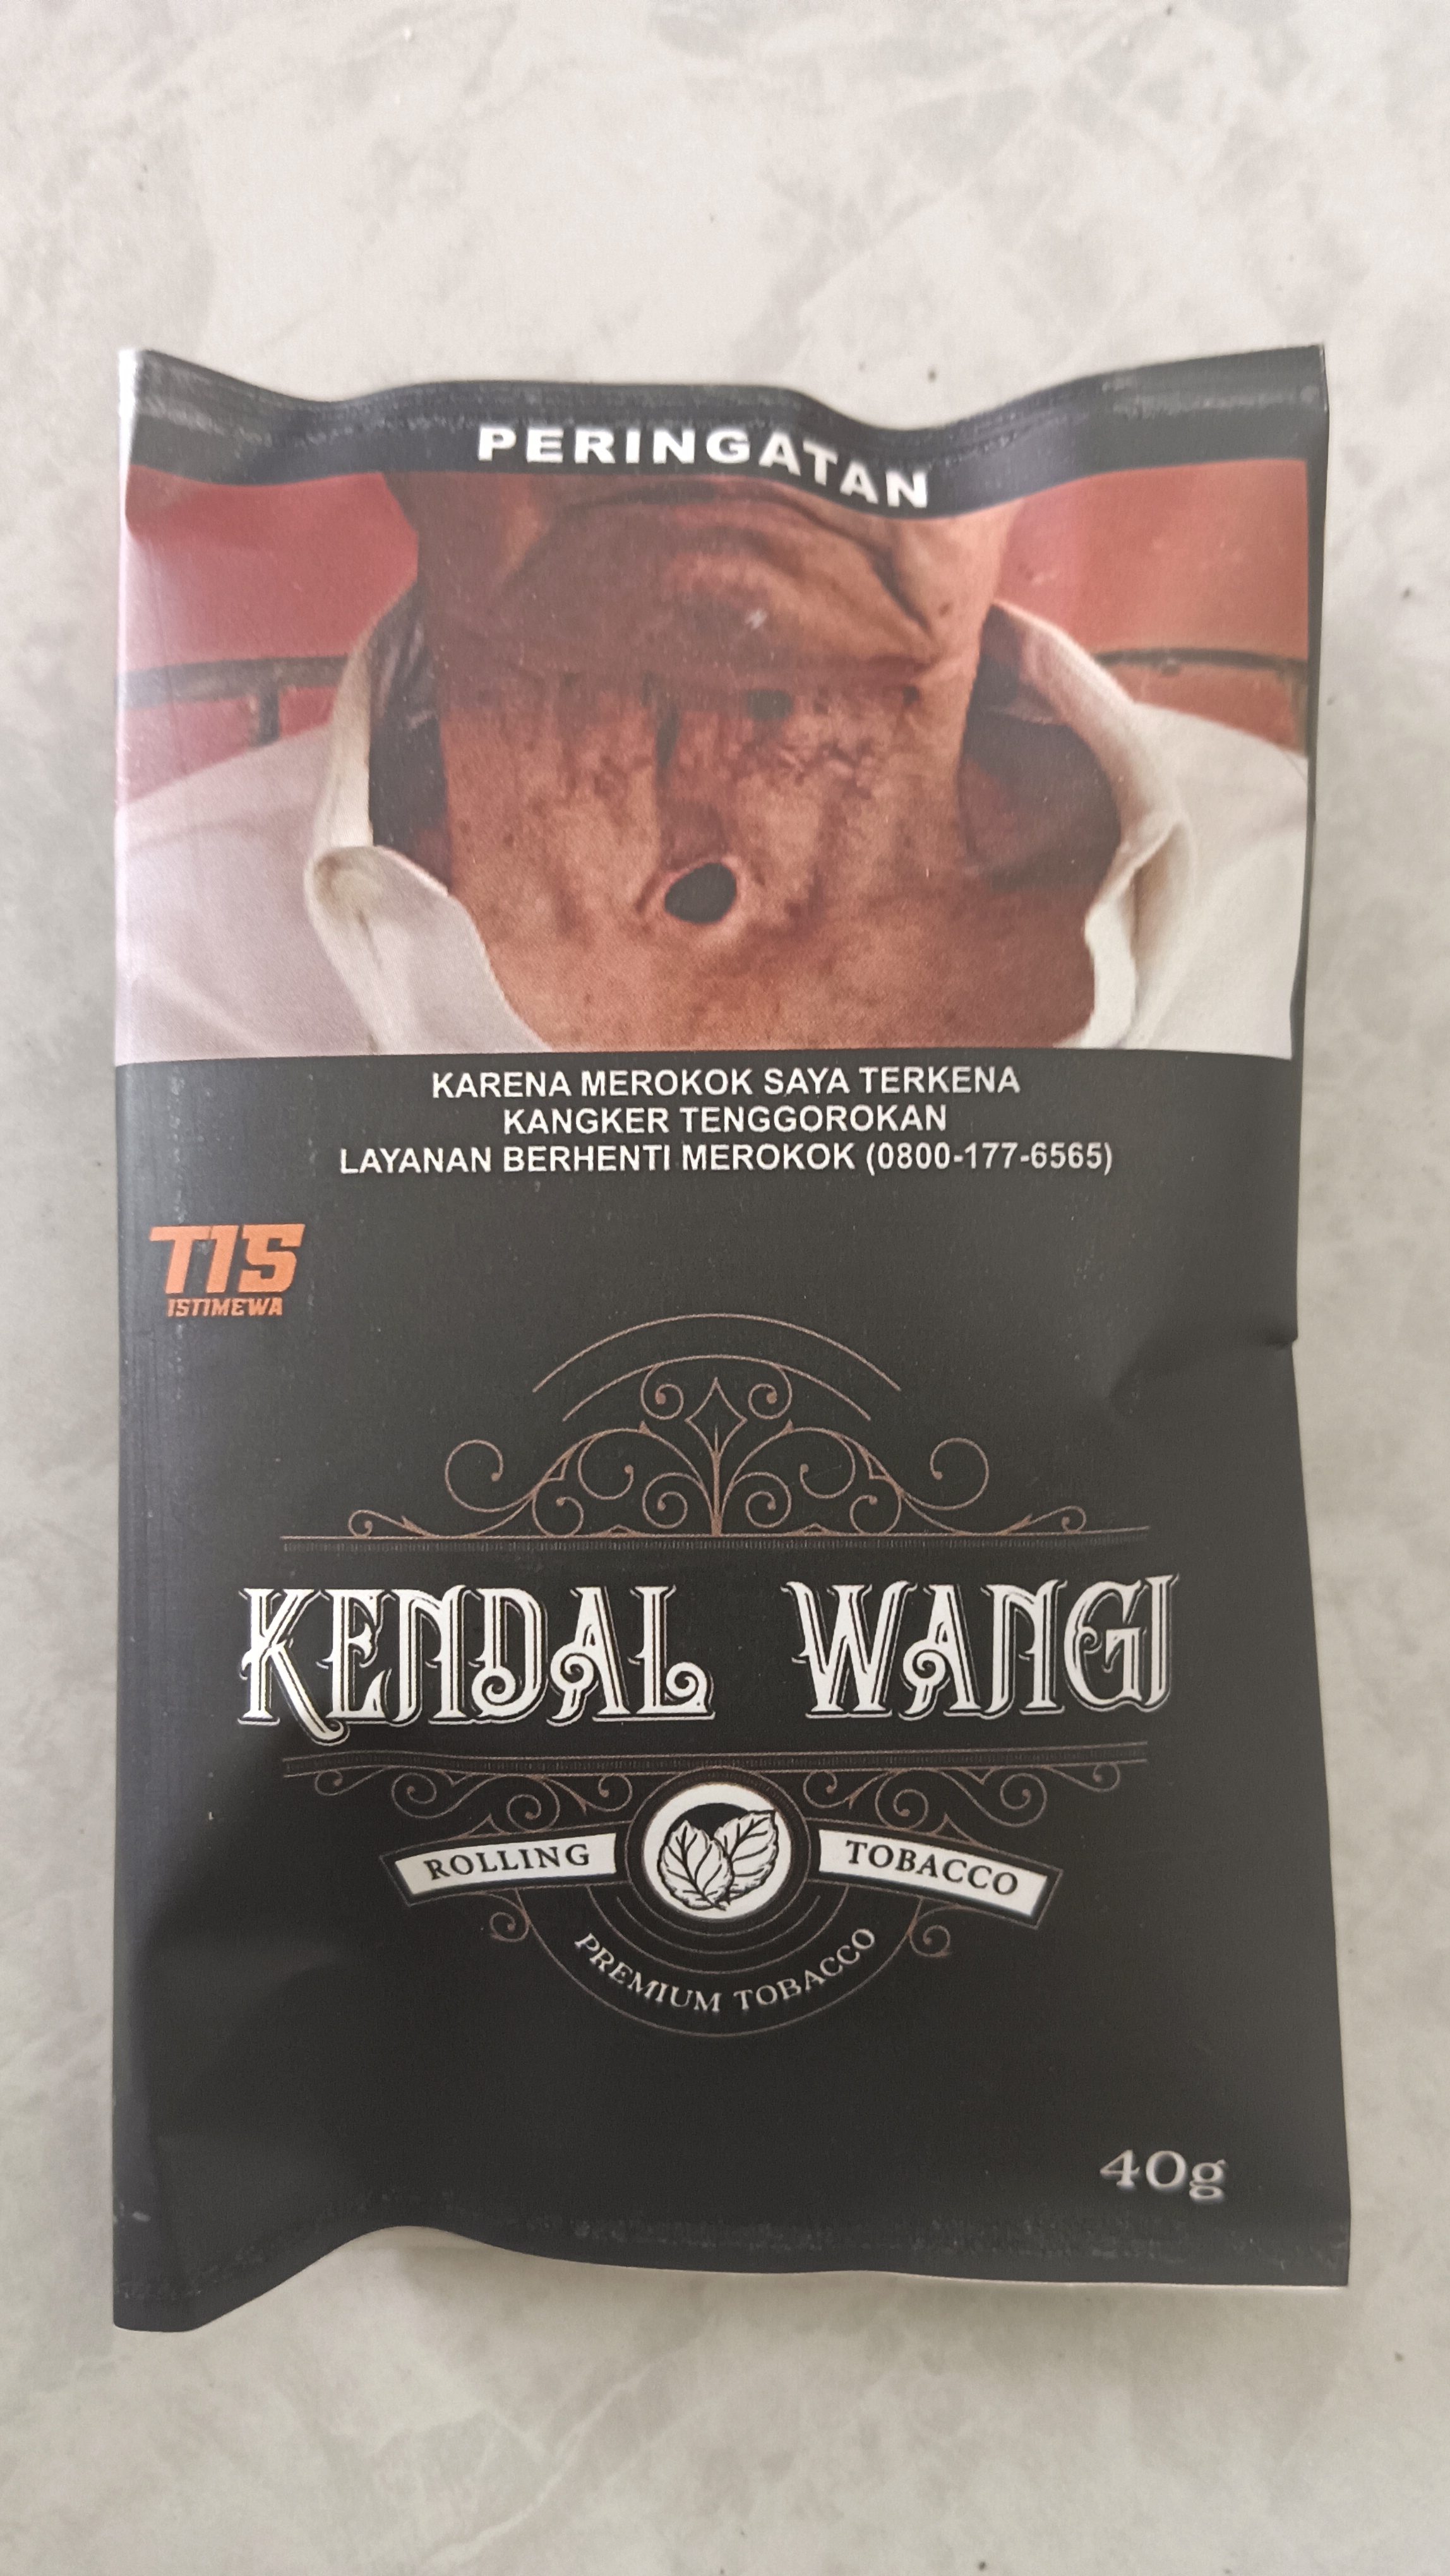 PERINGATAN
KARENA MEROKOK SAYA TERKENA
KANGKER TENGGOROKAN
LAYANAN BERHENTI MEROKOK (0800-177-6565)
TIS
ISTIMEWA
KENDAL WANGI
ROLLING TOBACCO
PREMIUM TOBACCO
40g